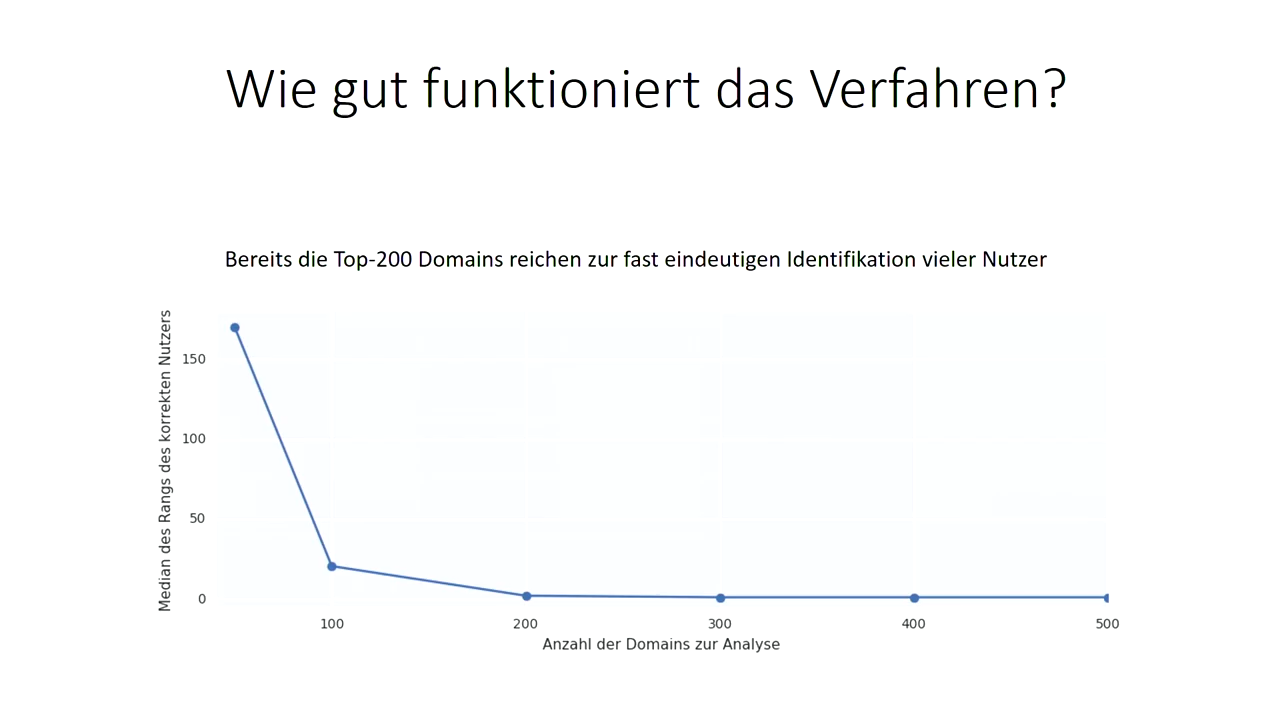 Wie gut funktioniert das Verfahren?
Bereits die Top-200 Domains reichen zur fast eindeutigen Identifikation vieler Nutzer
Median des Rangs des korrekten Nutzers
150
100
50
0
100 200 300 400 500
Anzahl der Domains zur Analyse